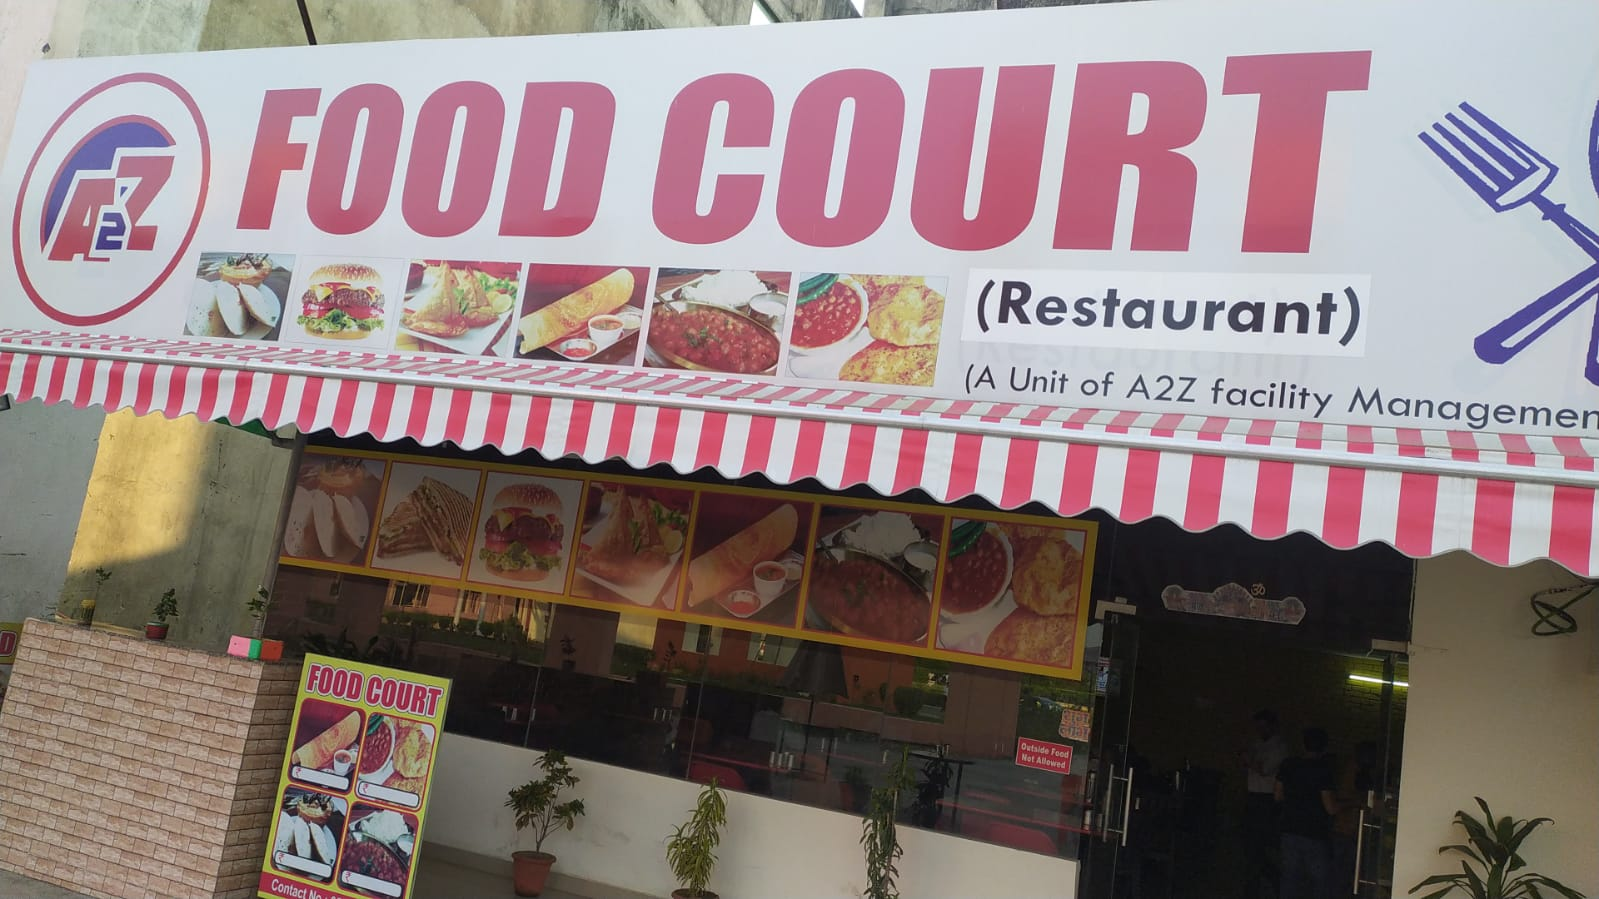 A2Z
FOOD COURT
(Restaurant)
(A Unit of A2Z facility Managemen
ॐ
Outside Food
Not Allowed
FOOD COURT
Contact No.